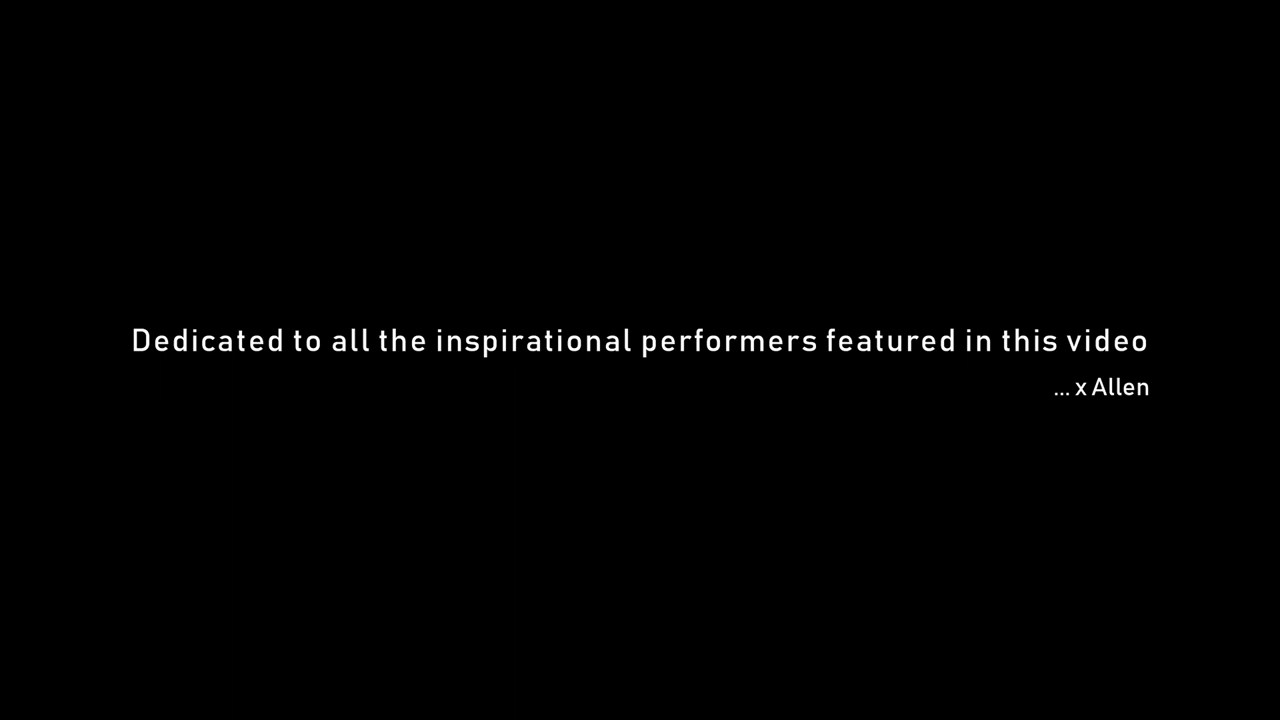 Dedicated to all the inspirational performers featured in this video
... x Allen